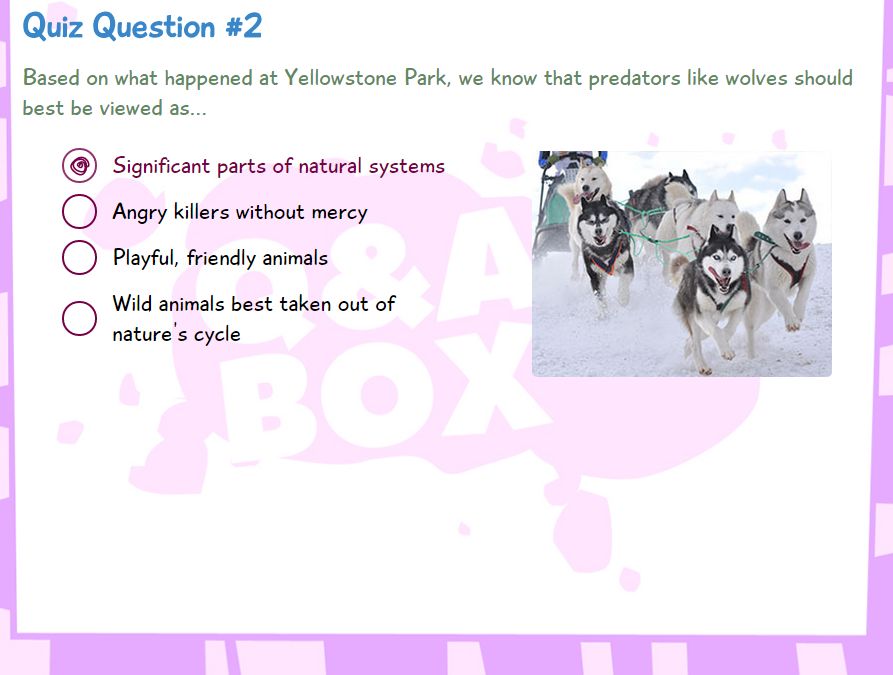 Quiz Question #2
Based on what happened at Yellowstone Park, we know that predators like wolves should
best be viewed as...
Significant parts of natural systems
Angry killers without mercy
Playful, friendly animals
Wild animals best taken out of
nature's cycle
Q&A
BOX